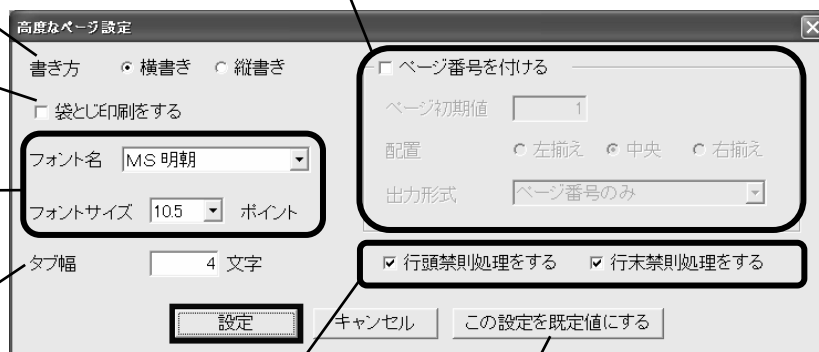 高度なページ設定
書き方 横書き 縦書き
袋とじ印刷をする
フォント名 MS 明朝
フォントサイズ 10.5 ポイント
タブ幅 4 文字
ページ番号を付ける
ページ初期値 1
配置 左揃え 中央 右揃え
出力形式 ページ番号のみ
行頭禁則処理をする 行末禁則処理をする
設定 キャンセル この設定を既定値にする